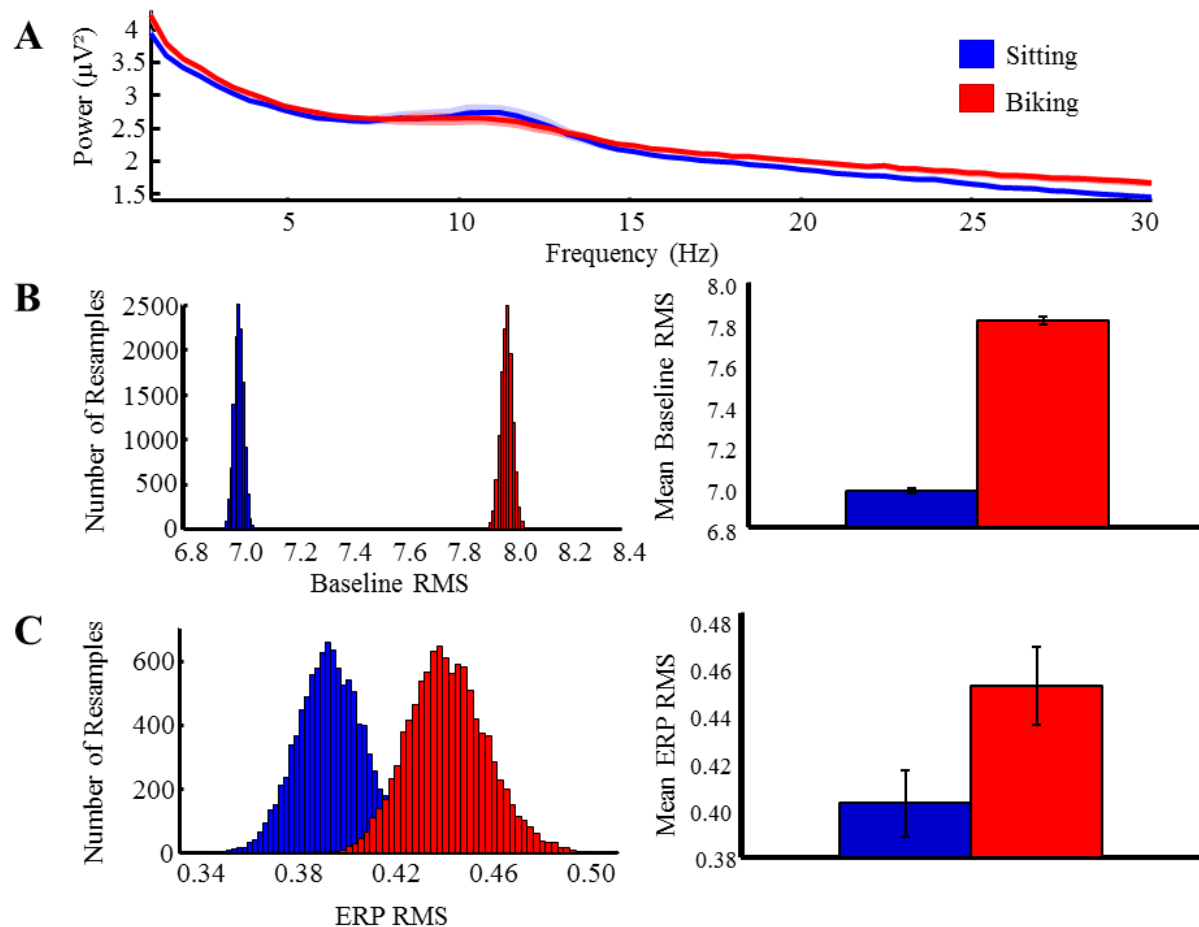 A
Power (µV²)
4
3.5
3
2.5
2
1.5
5 10 15 20 25 30
Frequency (Hz)
Sitting
Biking
B
Number of Resamples
2500
2000
1500
1000
500
0
6.8 7.0 7.2 7.4 7.6 7.8 8.0 8.2 8.4
Baseline RMS
Mean Baseline RMS
8.0
7.8
7.6
7.4
7.2
7.0
6.8
C
Number of Resamples
600
400
200
0
0.34 0.38 0.42 0.46 0.50
ERP RMS
Mean ERP RMS
0.48
0.46
0.44
0.42
0.40
0.38